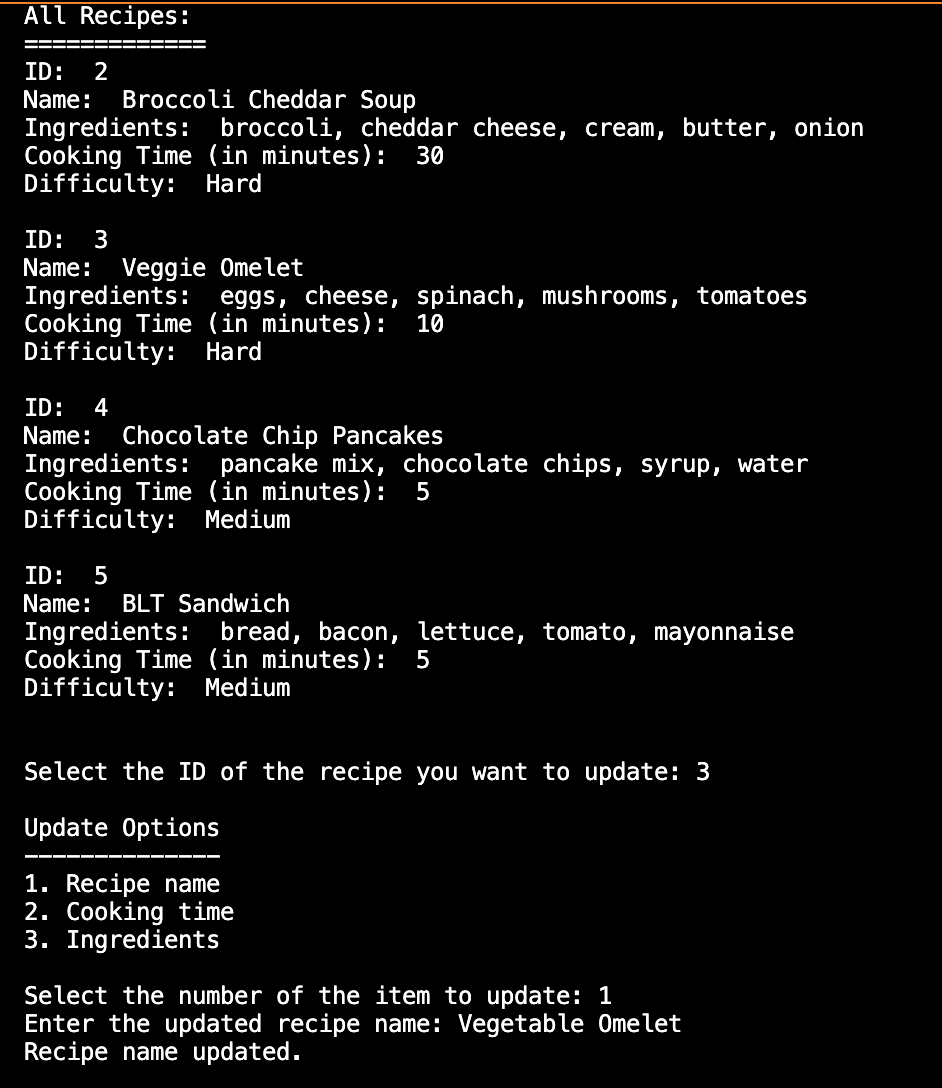 All Recipes:
=============
ID:  2
Name:  Broccoli Cheddar Soup
Ingredients:  broccoli, cheddar cheese, cream, butter, onion
Cooking Time (in minutes):  30
Difficulty:  Hard
ID:  3
Name:  Veggie Omelet
Ingredients:  eggs, cheese, spinach, mushrooms, tomatoes
Cooking Time (in minutes):  10
Difficulty:  Hard
ID:  4
Name:  Chocolate Chip Pancakes
Ingredients:  pancake mix, chocolate chips, syrup, water
Cooking Time (in minutes):  5
Difficulty:  Medium
ID:  5
Name:  BLT Sandwich
Ingredients:  bread, bacon, lettuce, tomato, mayonnaise
Cooking Time (in minutes):  5
Difficulty:  Medium
Select the ID of the recipe you want to update: 3
Update Options
--------------
1. Recipe name
2. Cooking time
3. Ingredients
Select the number of the item to update: 1
Enter the updated recipe name: Vegetable Omelet
Recipe name updated.